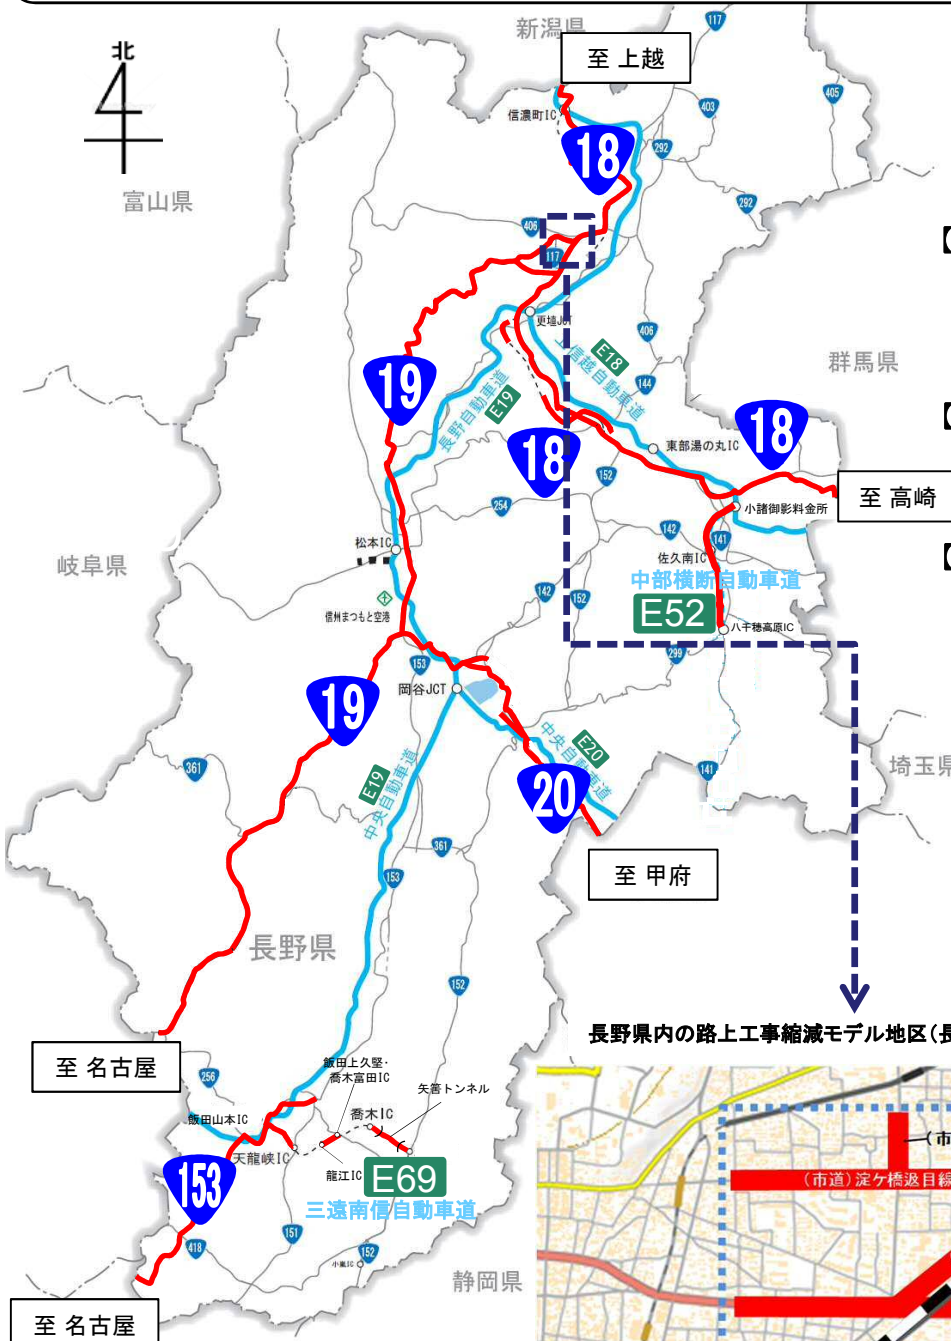 新潟県
117
至 上越
北
信濃町IC
403
405
18
292
富山県
292
406
117
更埴JCT
406
群馬県
E18
上信越自動車道
144
19
長野自動車道
E19
18
東部湯の丸IC
18
152
至 高崎
254
小諸御影料金所
142
141
松本IC
佐久南IC
岐阜県
中部横断自動車道
142
152
E52
信州まつもと空港
八千穂高原IC
153
299
岡谷JCT
19
中央自動車道
E20
361
141
埼玉県
E19
中央自動車道
20
361
153
至 甲府
長野県
152
長野県内の路上工事縮減モデル地区(長
至 名古屋
飯田上久堅・
喬木富田IC
256
矢筈トンネル
飯田山本IC
喬木IC
(市
天龍峡IC
龍江IC
E69
(市道)淀ケ橋返目線
153
三遠南信自動車道
151
418
152
小嵐IC
静岡県
至 名古屋